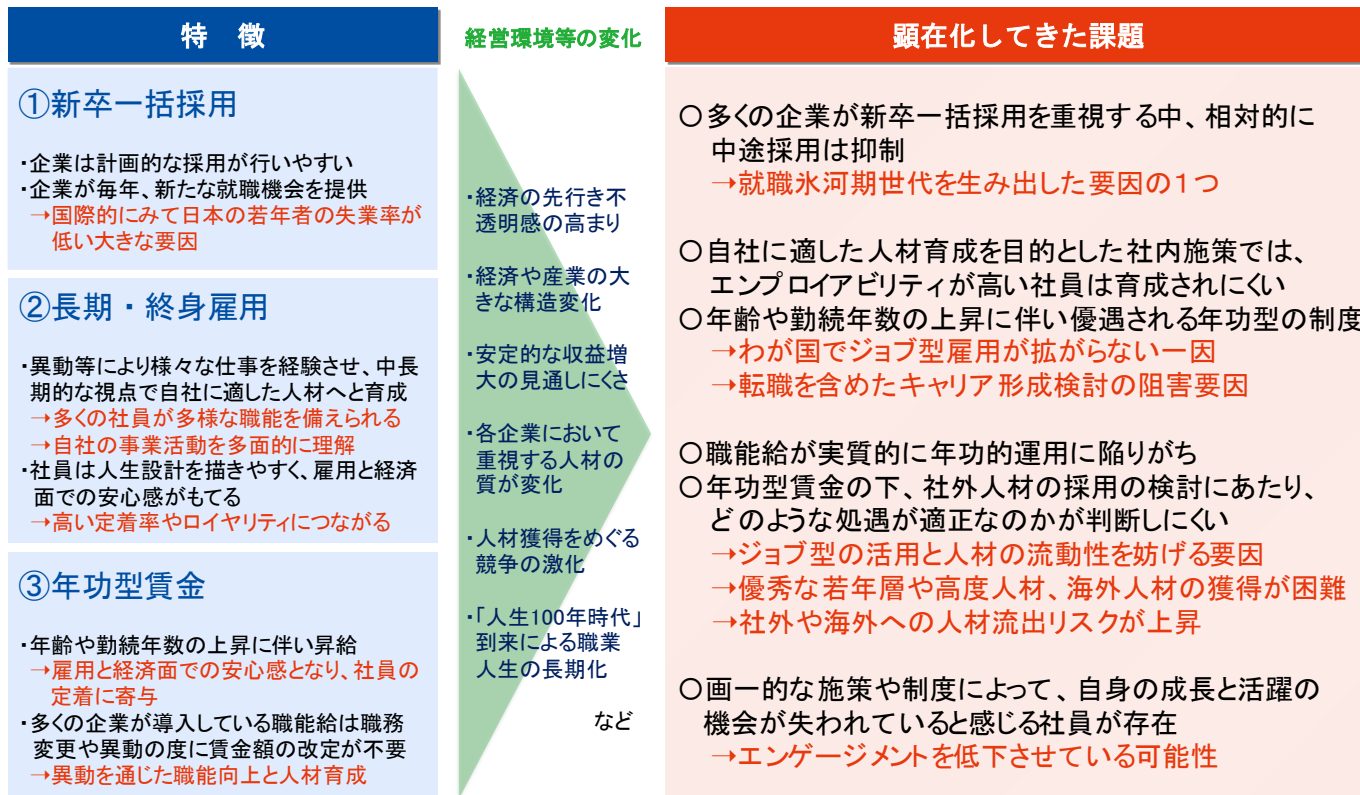 特 徴
①新卒一括採用
・企業は計画的な採用が行いやすい
・企業が毎年、新たな就職機会を提供
→国際的にみて日本の若年者の失業率が
低い大きな要因
②長期・終身雇用
・異動等により様々な仕事を経験させ、中長
期的な視点で自社に適した人材へと育成
→多くの社員が多様な職能を備えられる
→自社の事業活動を多面的に理解
・社員は人生設計を描きやすく、雇用と経済
面での安心感がもてる
→高い定着率やロイヤリティにつながる
③年功型賃金
・年齢や勤続年数の上昇に伴い昇給
→雇用と経済面での安心感となり、社員の
定着に寄与
・多くの企業が導入している職能給は職務
変更や異動の度に賃金額の改定が不要
→異動を通じた職能向上と人材育成
経営環境等の変化
・経済の先行き不
透明感の高まり
・経済や産業の大
きな構造変化
・安定的な収益増
大の見通しにくさ
・各企業において
重視する人材の
質が変化
・人材獲得をめぐる
競争の激化
・「人生100年時代」
到来による職業
人生の長期化
など
顕在化してきた課題
○多くの企業が新卒一括採用を重視する中、相対的に
中途採用は抑制
→就職氷河期世代を生み出した要因の1つ
○自社に適した人材育成を目的とした社内施策では、
エンプロイアビリティが高い社員は育成されにくい
○年齢や勤続年数の上昇に伴い優遇される年功型の制度
→わが国でジョブ型雇用が拡がらない一因
→転職を含めたキャリア形成検討の阻害要因
○職能給が実質的に年功的運用に陥りがち
○年功型賃金の下、社外人材の採用の検討にあたり、
どのような処遇が適正なのかが判断しにくい
→ジョブ型の活用と人材の流動性を妨げる要因
→優秀な若年層や高度人材、海外人材の獲得が困難
→社外や海外への人材流出リスクが上昇
○画一的な施策や制度によって、自身の成長と活躍の
機会が失われていると感じる社員が存在
→エンゲージメントを低下させている可能性